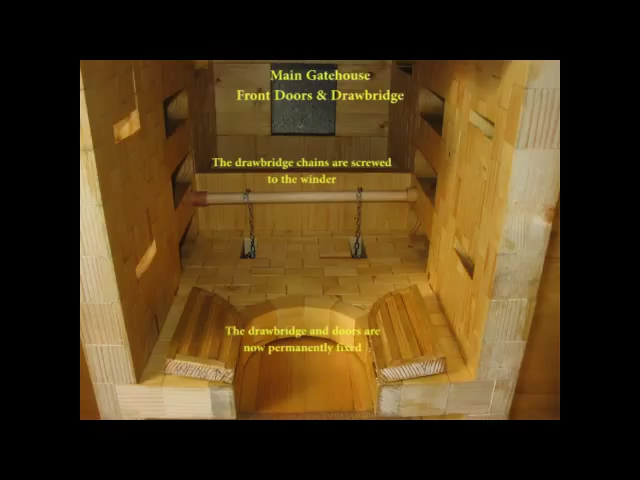 Main Gatehouse
Front Doors & Drawbridge
The drawbridge chains are screwed
to the winder
The drawbridge and doors are
now permanently fixed